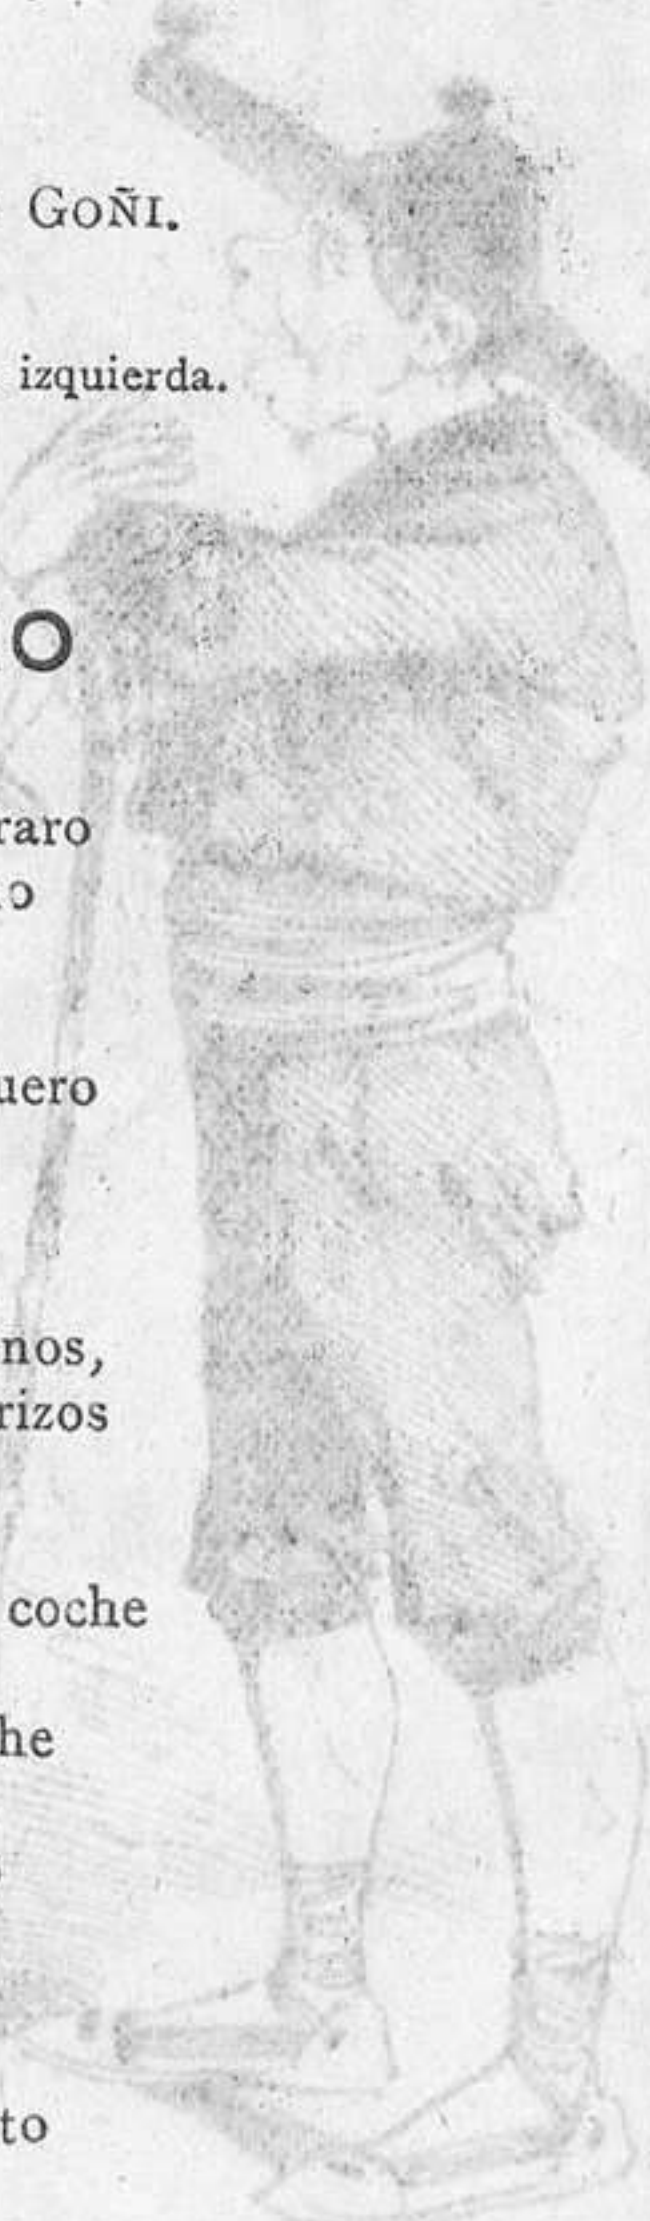 GOÑI.
izquierda.
O
raro
o
uero
nos,
rizos
coche
he
to